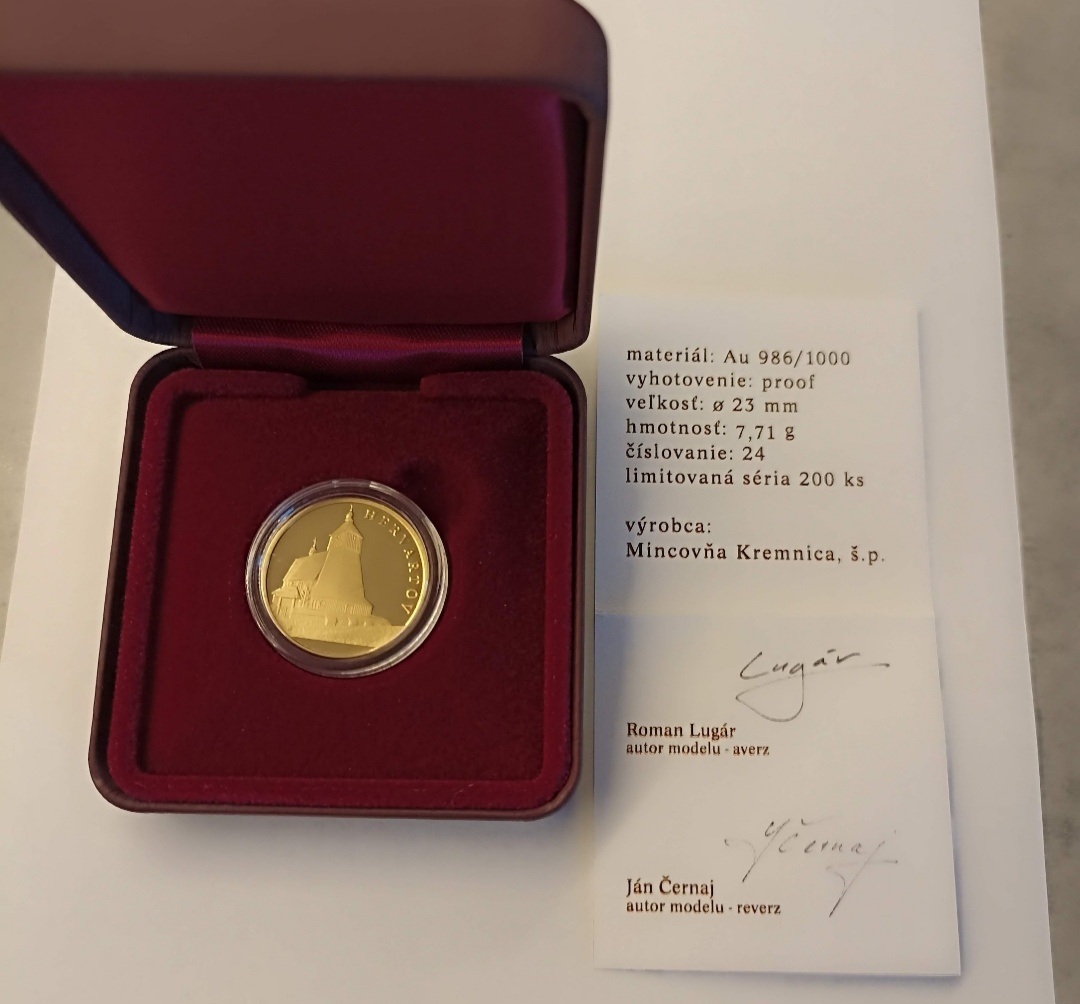 HERVARTOV
materiál: Au 986/1000
vyhotovenie: proof
veľkosť: ø 23 mm
hmotnosť: 7,71 g
číslovanie: 24
limitovaná séria 200 ks
výrobca:
Mincovňa Kremnica, š.p.
Lugár
Roman Lugár
autor modelu - averz
JČernaj
Ján Černaj
autor modelu - reverz